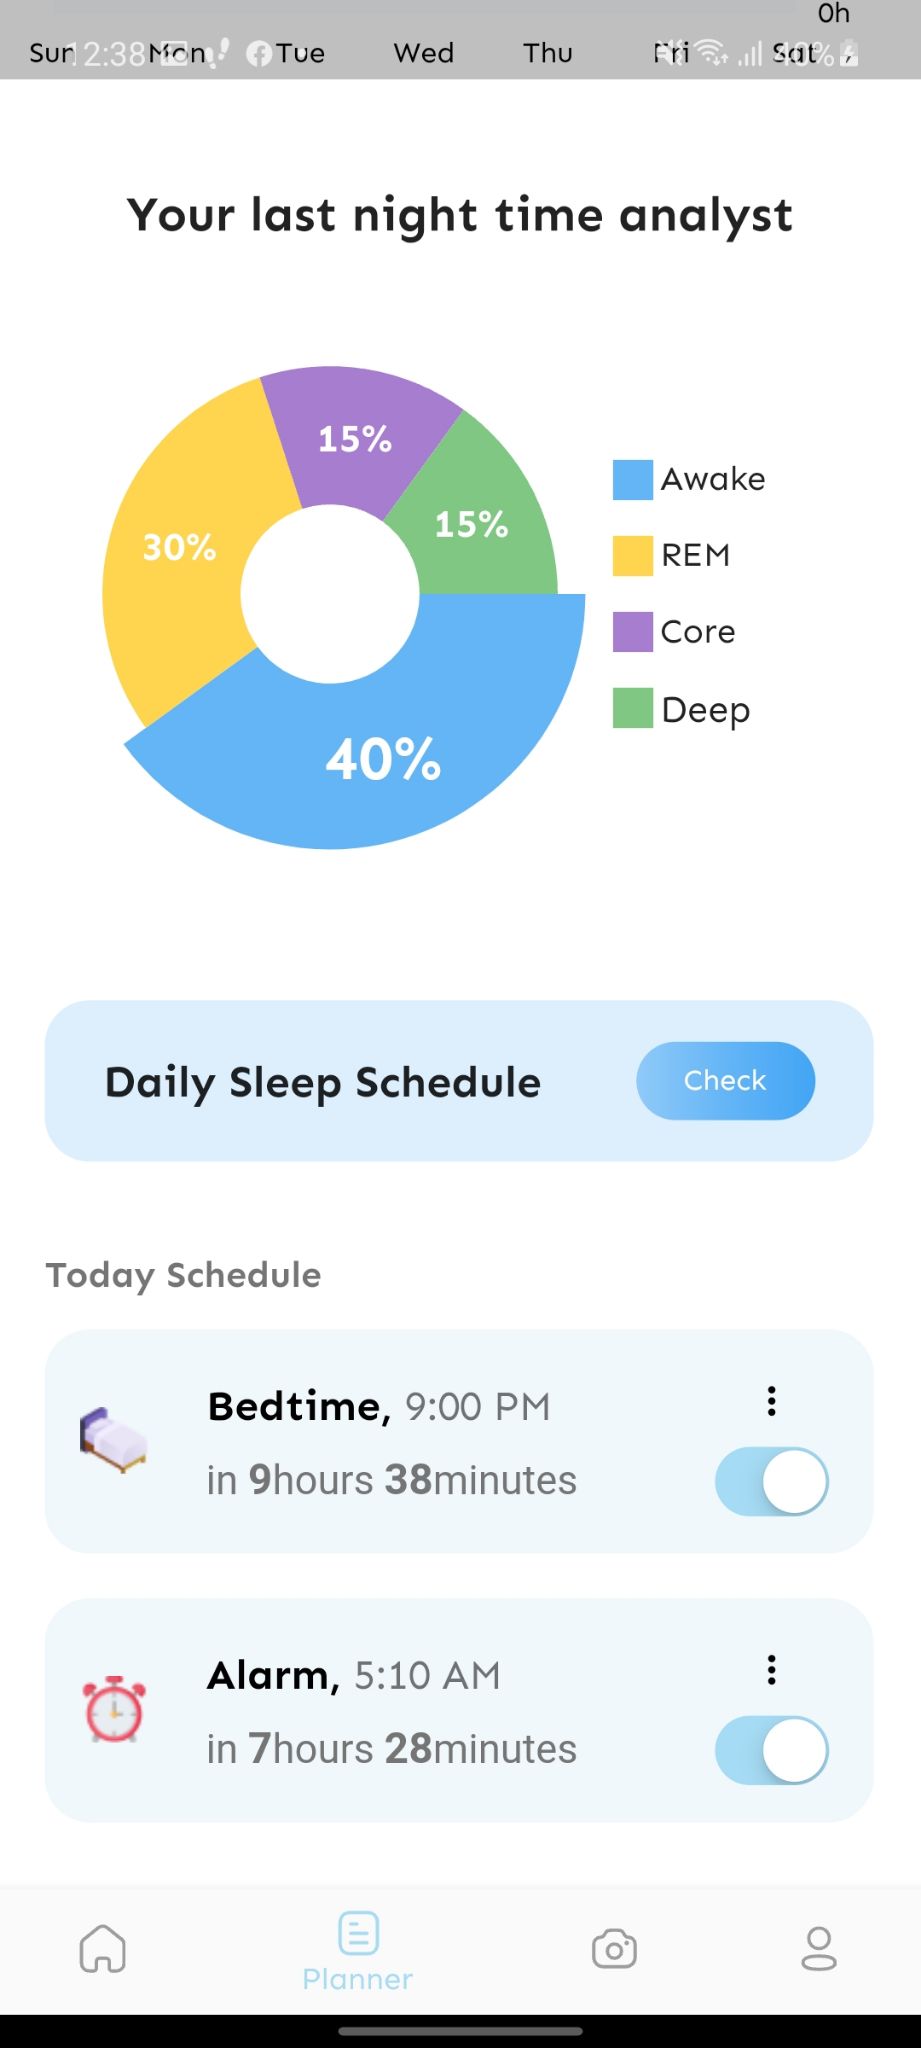 0h
Sun Mon Tue Wed Thu Fri Sat
12:38 40%
Your last night time analyst
15%
15%
30%
40%
Awake
REM
Core
Deep
Daily Sleep Schedule
Check
Today Schedule
Bedtime, 9:00 PM
in 9hours 38minutes
Alarm, 5:10 AM
in 7hours 28minutes
Planner